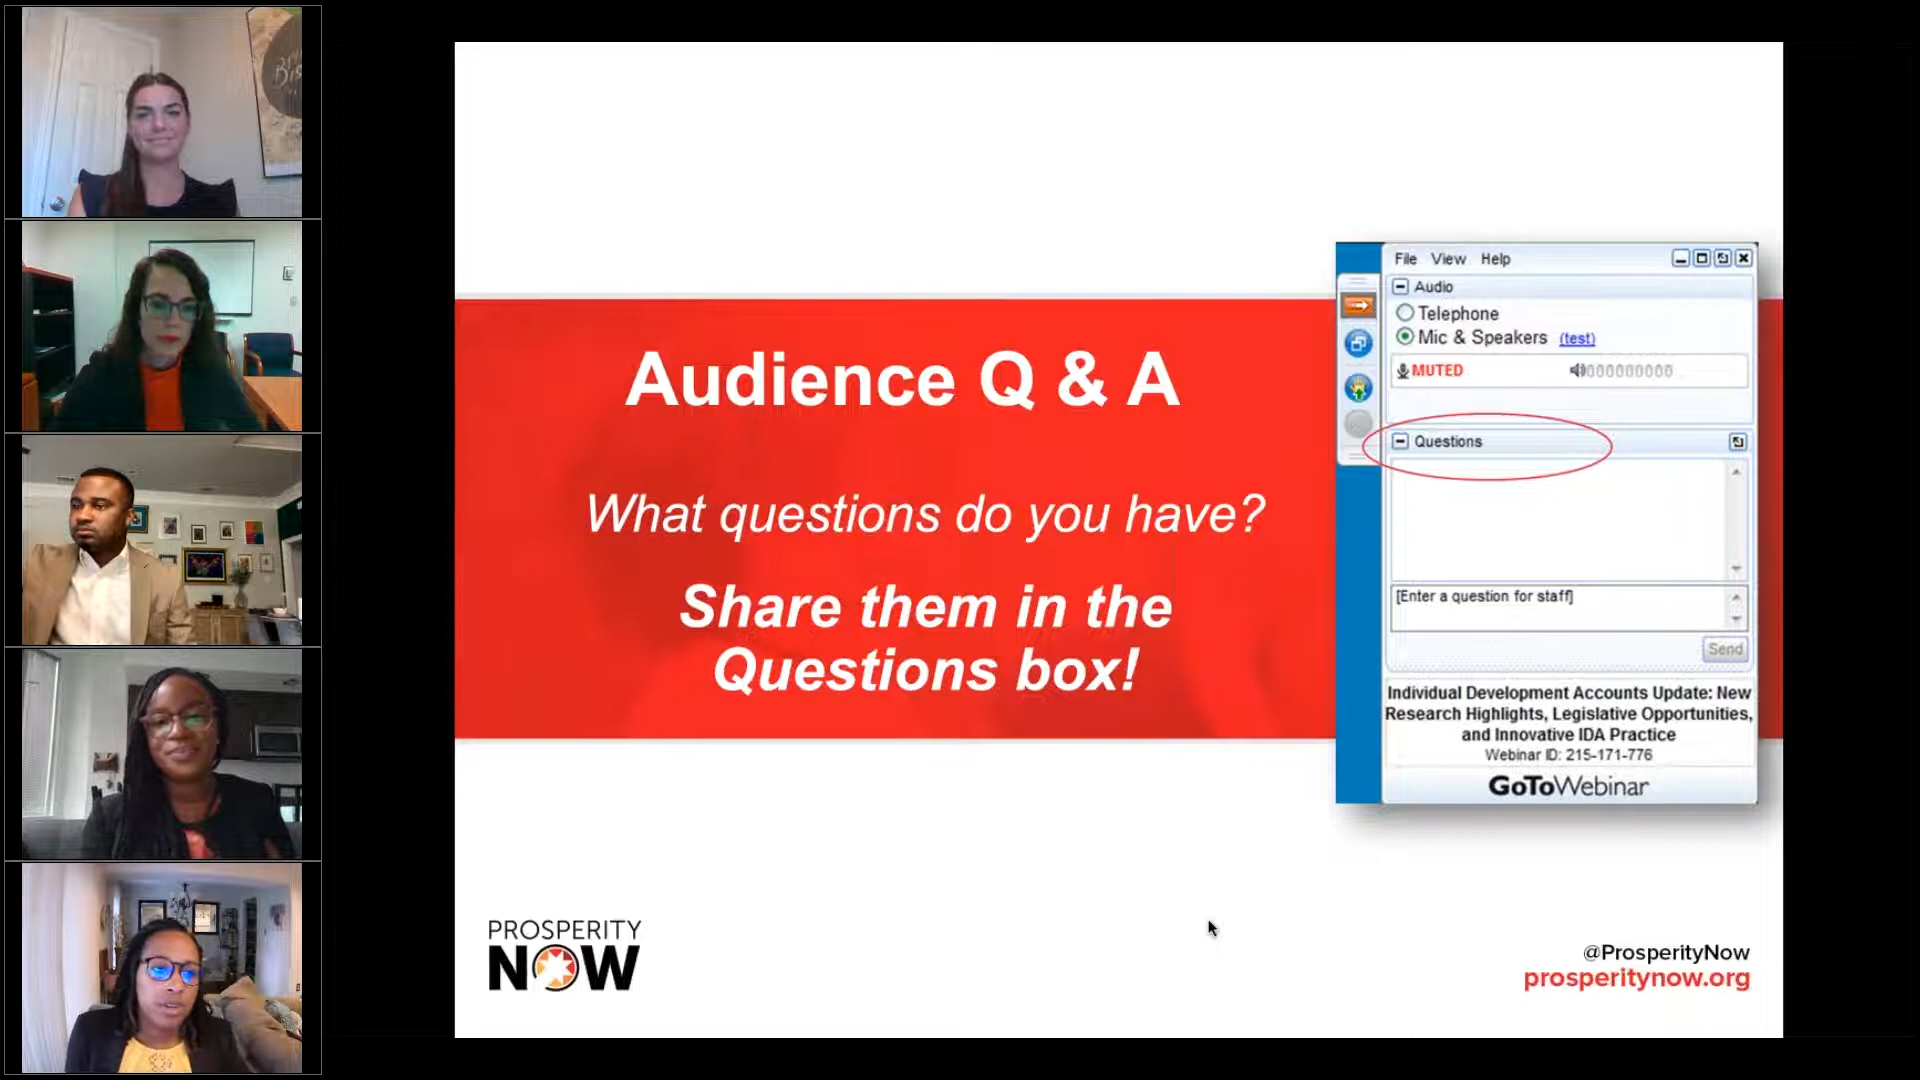 Audience Q & A
What questions do you have?
Share them in the
Questions box!
File View Help
Audio
Telephone
Mic & Speakers (test)
MUTED
Questions
[Enter a question for staff]
Send
Individual Development Accounts Update: New
Research Highlights, Legislative Opportunities,
and Innovative IDA Practice
Webinar ID: 215-171-776
GoToWebinar
PROSPERITY
NOW
@ProsperityNow
prosperitynow.org